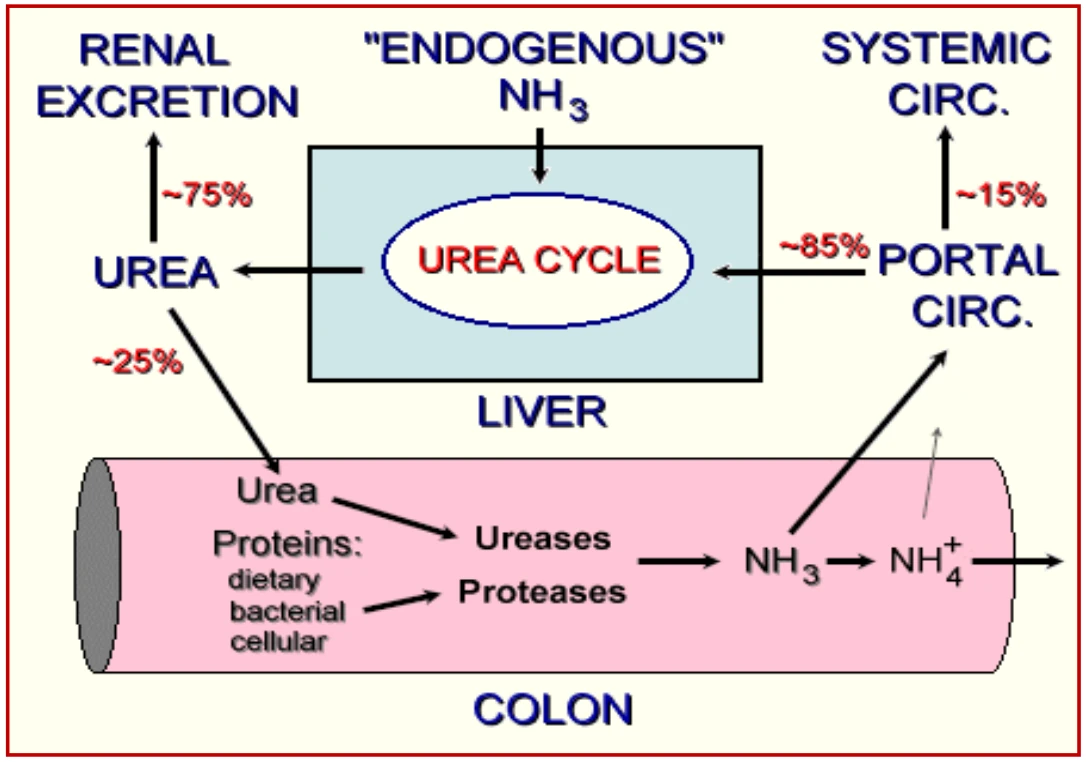 RENAL
EXCRETION
"ENDOGENOUS"
NH3
SYSTEMIC
CIRC.
~75%
~15%
UREA
UREA CYCLE
~85%
PORTAL
CIRC.
~25%
LIVER
Urea
Proteins:
dietary
bacterial
cellular
Ureases
Proteases
NH3
NH4+
COLON